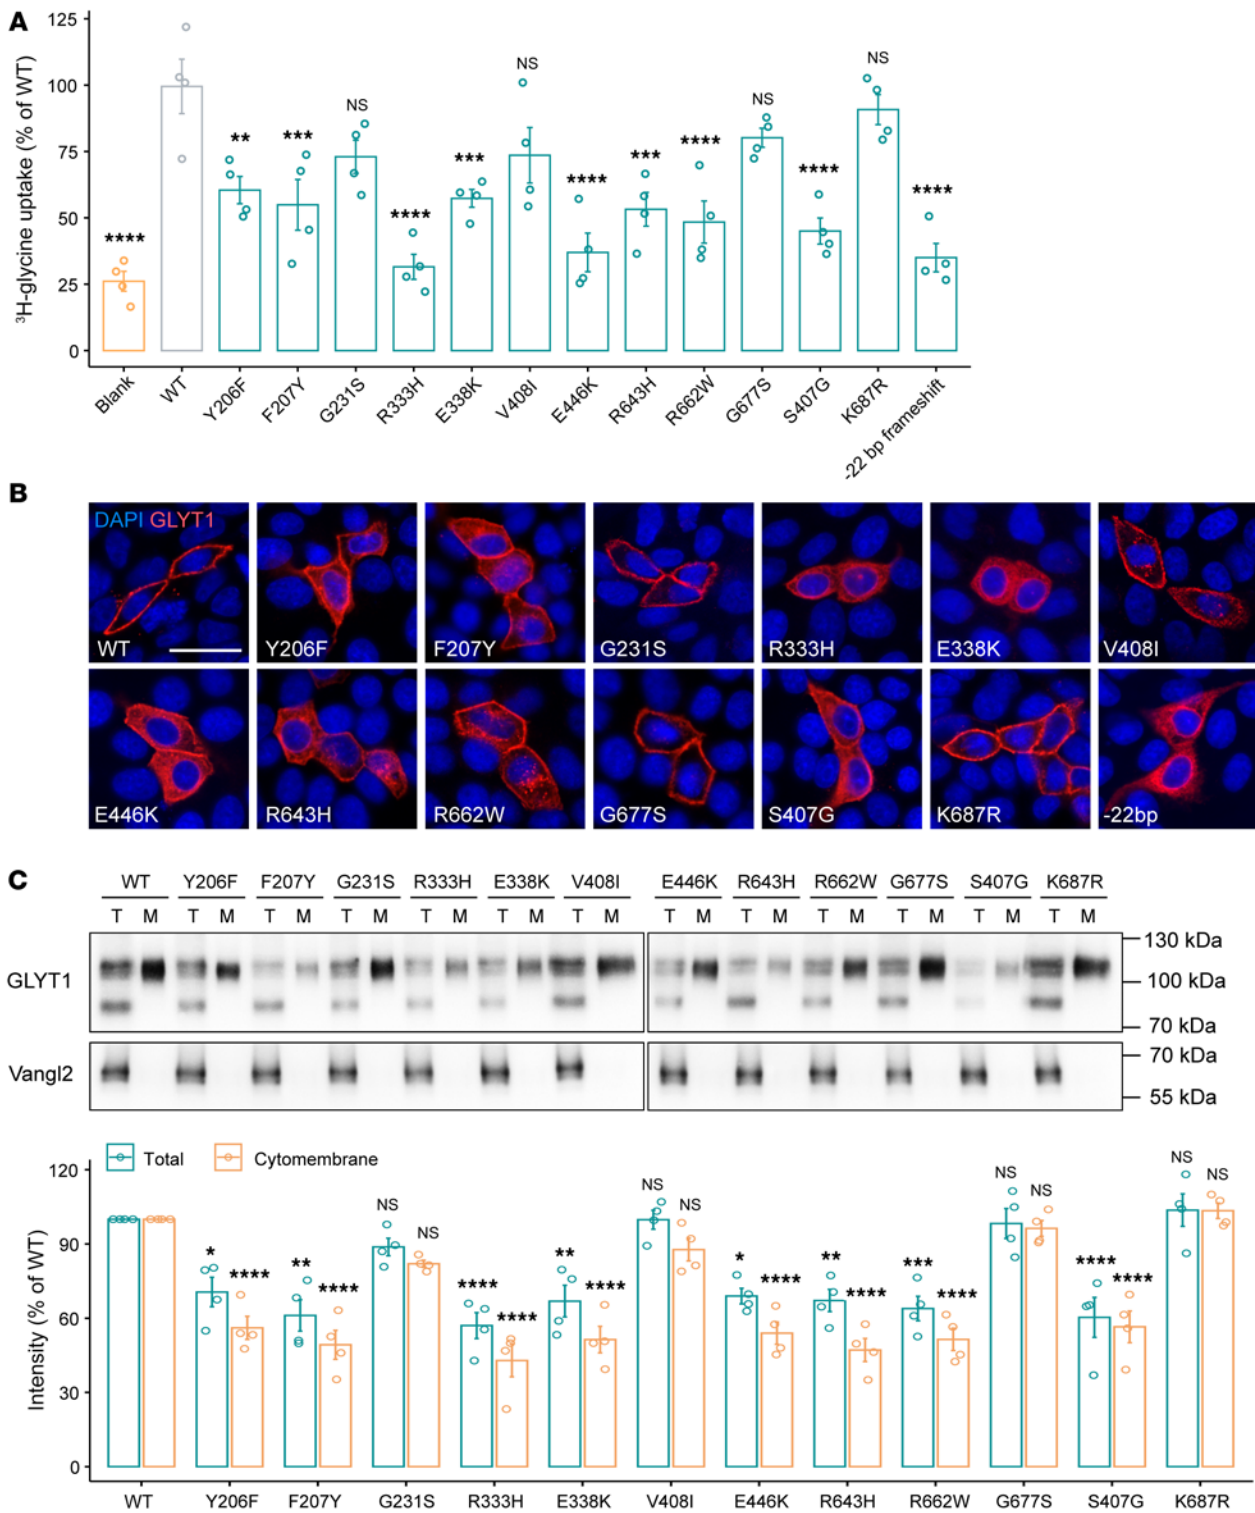 A
³H-glycine uptake (% of WT)
125
100
75
50
25
0
****
**
***
NS
****
***
NS
****
***
****
NS
****
NS
****
Blank
WT
Y206F
F207Y
G231S
R333H
E338K
V408I
E446K
R643H
R662W
G677S
S407G
K687R
-22 bp frameshift
B
DAPI GLYT1
WT
Y206F
F207Y
G231S
R333H
E338K
V408I
E446K
R643H
R662W
G677S
S407G
K687R
-22bp
C
WT Y206F F207Y G231S R333H E338K V408I E446K R643H R662W G677S S407G K687R
T M T M T M T M T M T M T M T M T M T M T M T M T M
GLYT1
130 kDa
100 kDa
70 kDa
Vangl2
70 kDa
55 kDa
Total
Cytomembrane
Intensity (% of WT)
120
90
60
30
0
*
****
**
****
NS
NS
****
****
**
****
NS
NS
*
****
**
****
***
****
NS
NS
****
****
NS
NS
WT Y206F F207Y G231S R333H E338K V408I E446K R643H R662W G677S S407G K687R